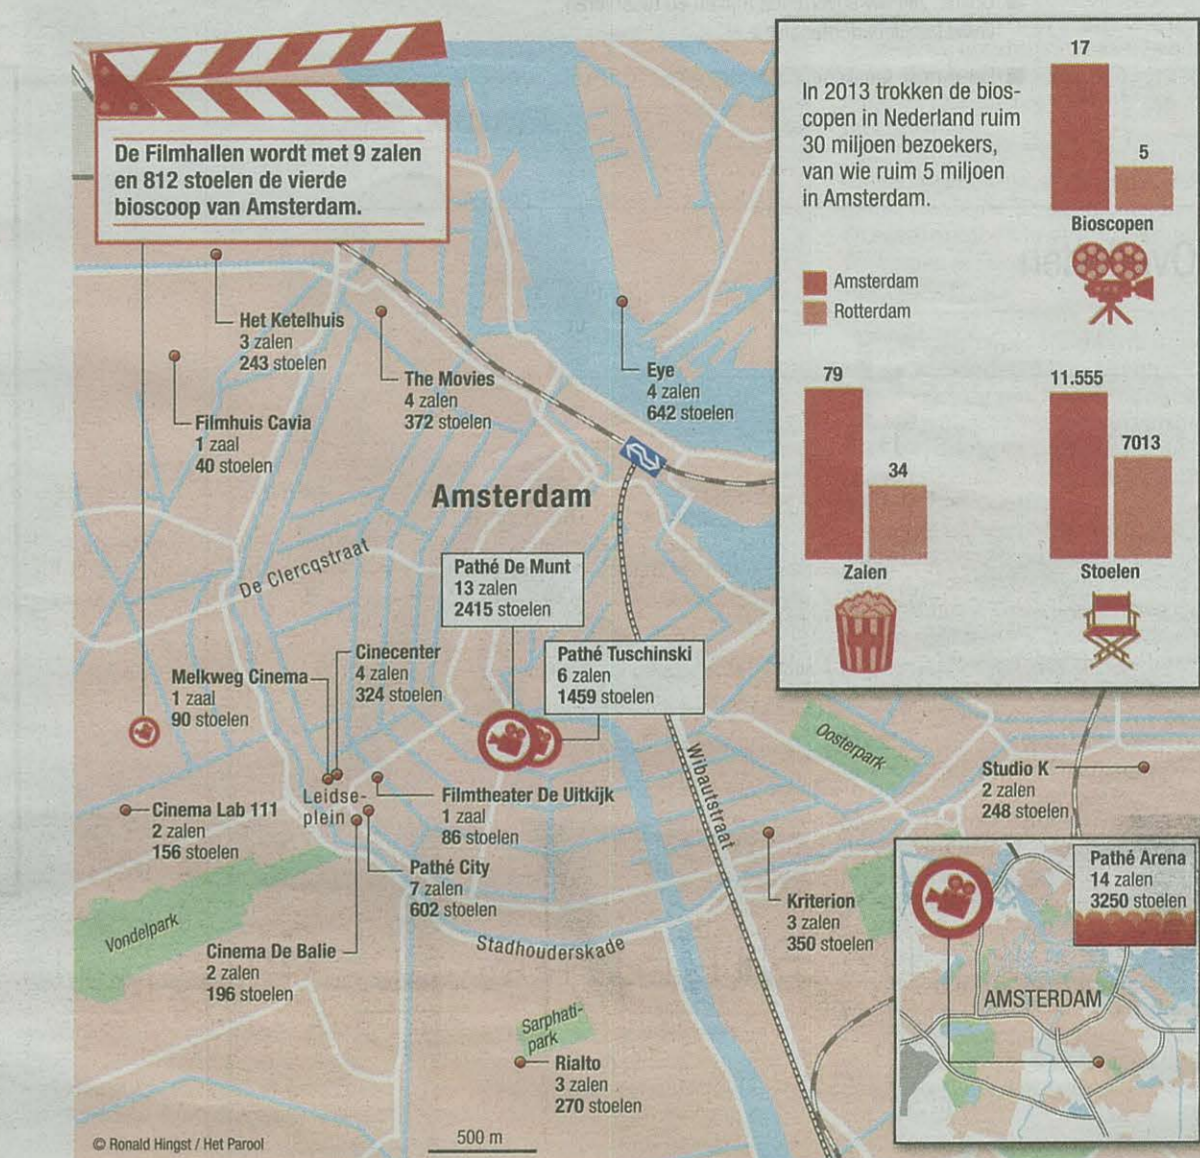 De Filmhallen wordt met 9 zalen
en 812 stoelen de vierde
bioscoop van Amsterdam.
In 2013 trokken de bios-
copen in Nederland ruim
30 miljoen bezoekers,
van wie ruim 5 miljoen
in Amsterdam.
17
5
Bioscopen
Amsterdam
Rotterdam
79
34
Zalen
11.555
7013
Stoelen
Het Ketelhuis
3 zalen
243 stoelen
The Movies
4 zalen
372 stoelen
Eye
4 zalen
642 stoelen
Filmhuis Cavia
1 zaal
40 stoelen
Amsterdam
De Clercqstraat
Pathé De Munt
13 zalen
2415 stoelen
Pathé Tuschinski
6 zalen
1459 stoelen
Cinecenter
4 zalen
324 stoelen
Melkweg Cinema
1 zaal
90 stoelen
Oosterpark
Wibautstraat
Studio K
2 zalen
248 stoelen
Leidse-
plein
Filmtheater De Uitkijk
1 zaal
86 stoelen
Cinema Lab 111
2 zalen
156 stoelen
Pathé City
7 zalen
602 stoelen
Kriterion
3 zalen
350 stoelen
Pathé Arena
14 zalen
3250 stoelen
AMSTERDAM
Vondelpark
Cinema De Balie
2 zalen
196 stoelen
Stadhouderskade
Sarphati-
park
Rialto
3 zalen
270 stoelen
500 m
© Ronald Hingst / Het Parool